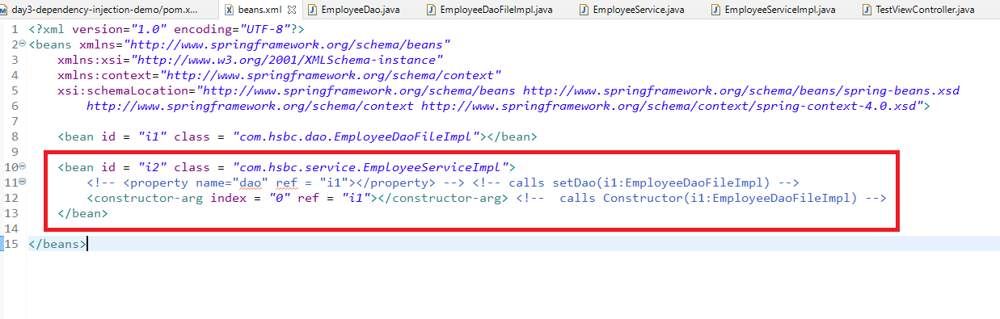 day3-dependency-injection-demo/pom.x... beans.xml EmployeeDao.java EmployeeDaoFileImpl.java EmployeeService.java EmployeeServiceImpl.java TestViewController.java
1 <?xml version="1.0" encoding="UTF-8"?>
2 <beans xmlns="http://www.springframework.org/schema/beans"
3 xmlns:xsi="http://www.w3.org/2001/XMLSchema-instance"
4 xmlns:context="http://www.springframework.org/schema/context"
5 xsi:schemaLocation="http://www.springframework.org/schema/beans http://www.springframework.org/schema/beans/spring-beans.xsd
6 http://www.springframework.org/schema/context http://www.springframework.org/schema/context/spring-context-4.0.xsd">
7
8 <bean id = "i1" class = "com.hsbc.dao.EmployeeDaoFileImpl"></bean>
9
10 <bean id = "i2" class = "com.hsbc.service.EmployeeServiceImpl">
11 <!-- <property name="dao" ref = "i1"></property> --> <!-- calls setDao(i1:EmployeeDaoFileImpl) -->
12 <constructor-arg index = "0" ref = "i1"></constructor-arg> <!--  calls Constructor(i1:EmployeeDaoFileImpl) -->
13 </bean>
14
15 </beans>